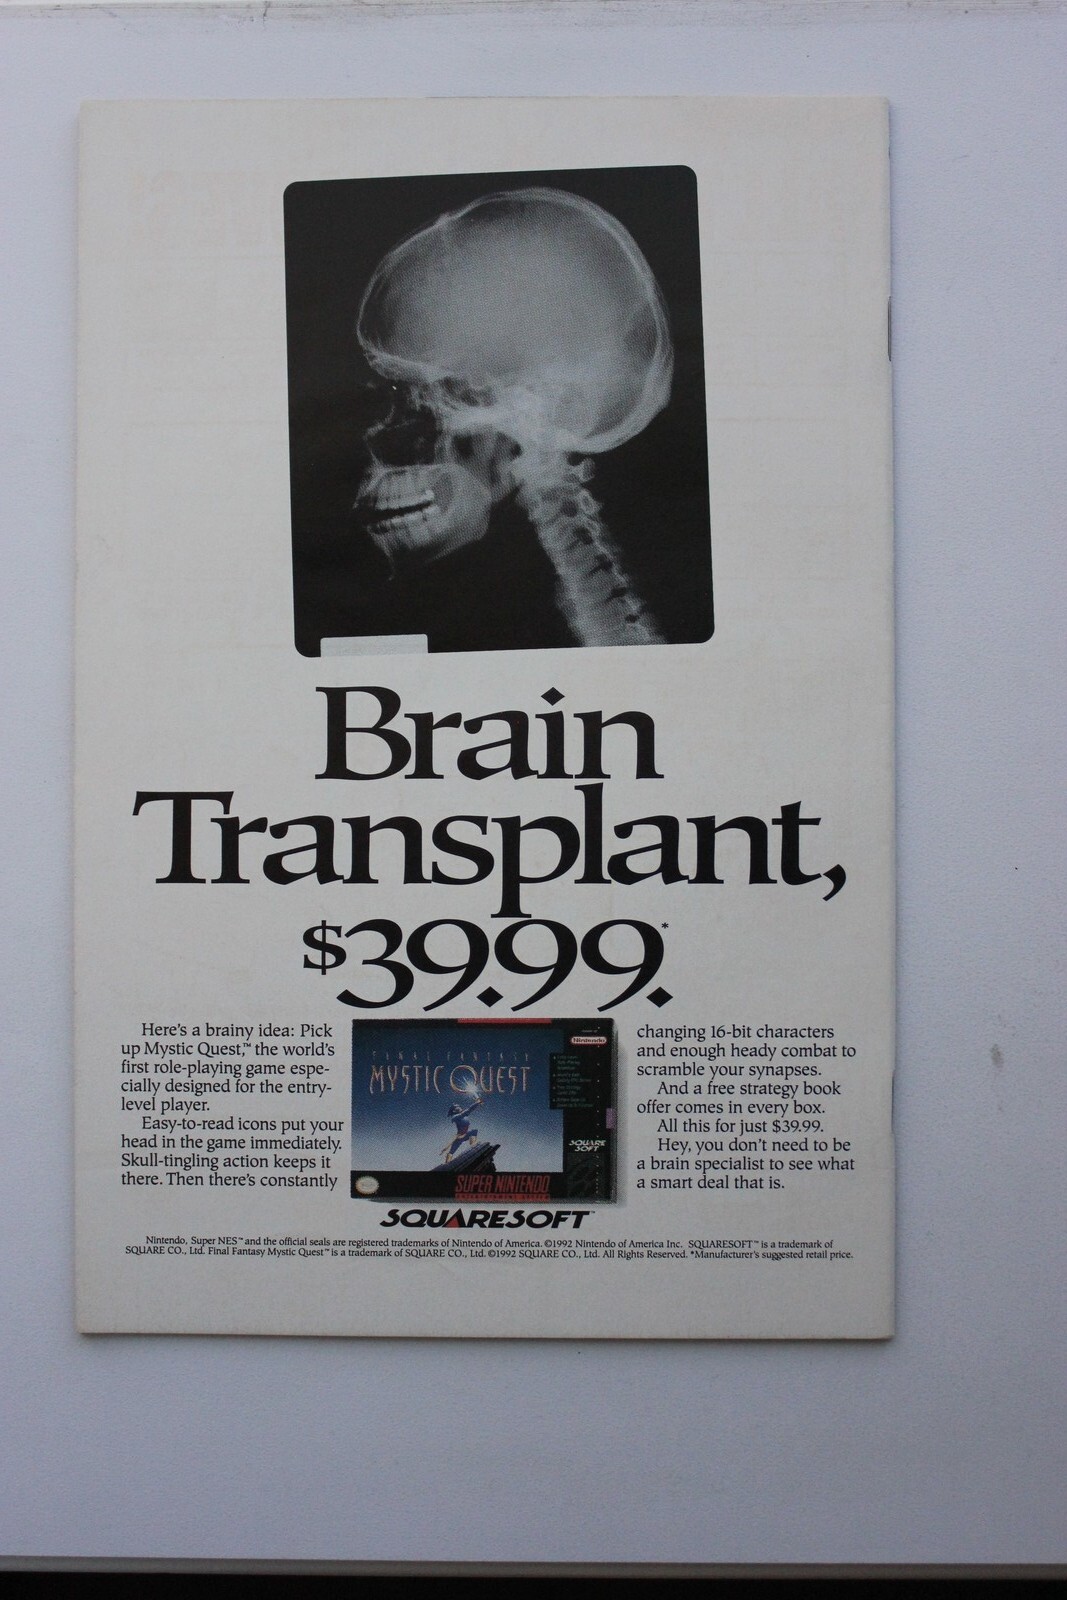 Brain
Transplant,
$39.99.*
Here's a brainy idea: Pick
up Mystic Quest,™ the world's
first role-playing game espe-
cially designed for the entry-
level player.
Easy-to-read icons put your
head in the game immediately.
Skull-tingling action keeps it
there. Then there's constantly
FINAL FANTASY
MYSTIC QUEST
Nintendo
SQUARE
SOFT
SUPER NINTENDO
changing 16-bit characters
and enough heady combat to
scramble your synapses.
And a free strategy book
offer comes in every box.
All this for just $39.99.
Hey, you don't need to be
a brain specialist to see what
a smart deal that is.
SQUARESOFT™
Nintendo, Super NES™ and the official seals are registered trademarks of Nintendo of America. ©1992 Nintendo of America Inc. SQUARESOFT™ is a trademark of
SQUARE CO., Ltd. Final Fantasy Mystic Quest™ is a trademark of SQUARE CO., Ltd. ©1992 SQUARE CO., Ltd. All Rights Reserved. *Manufacturer's suggested retail price.